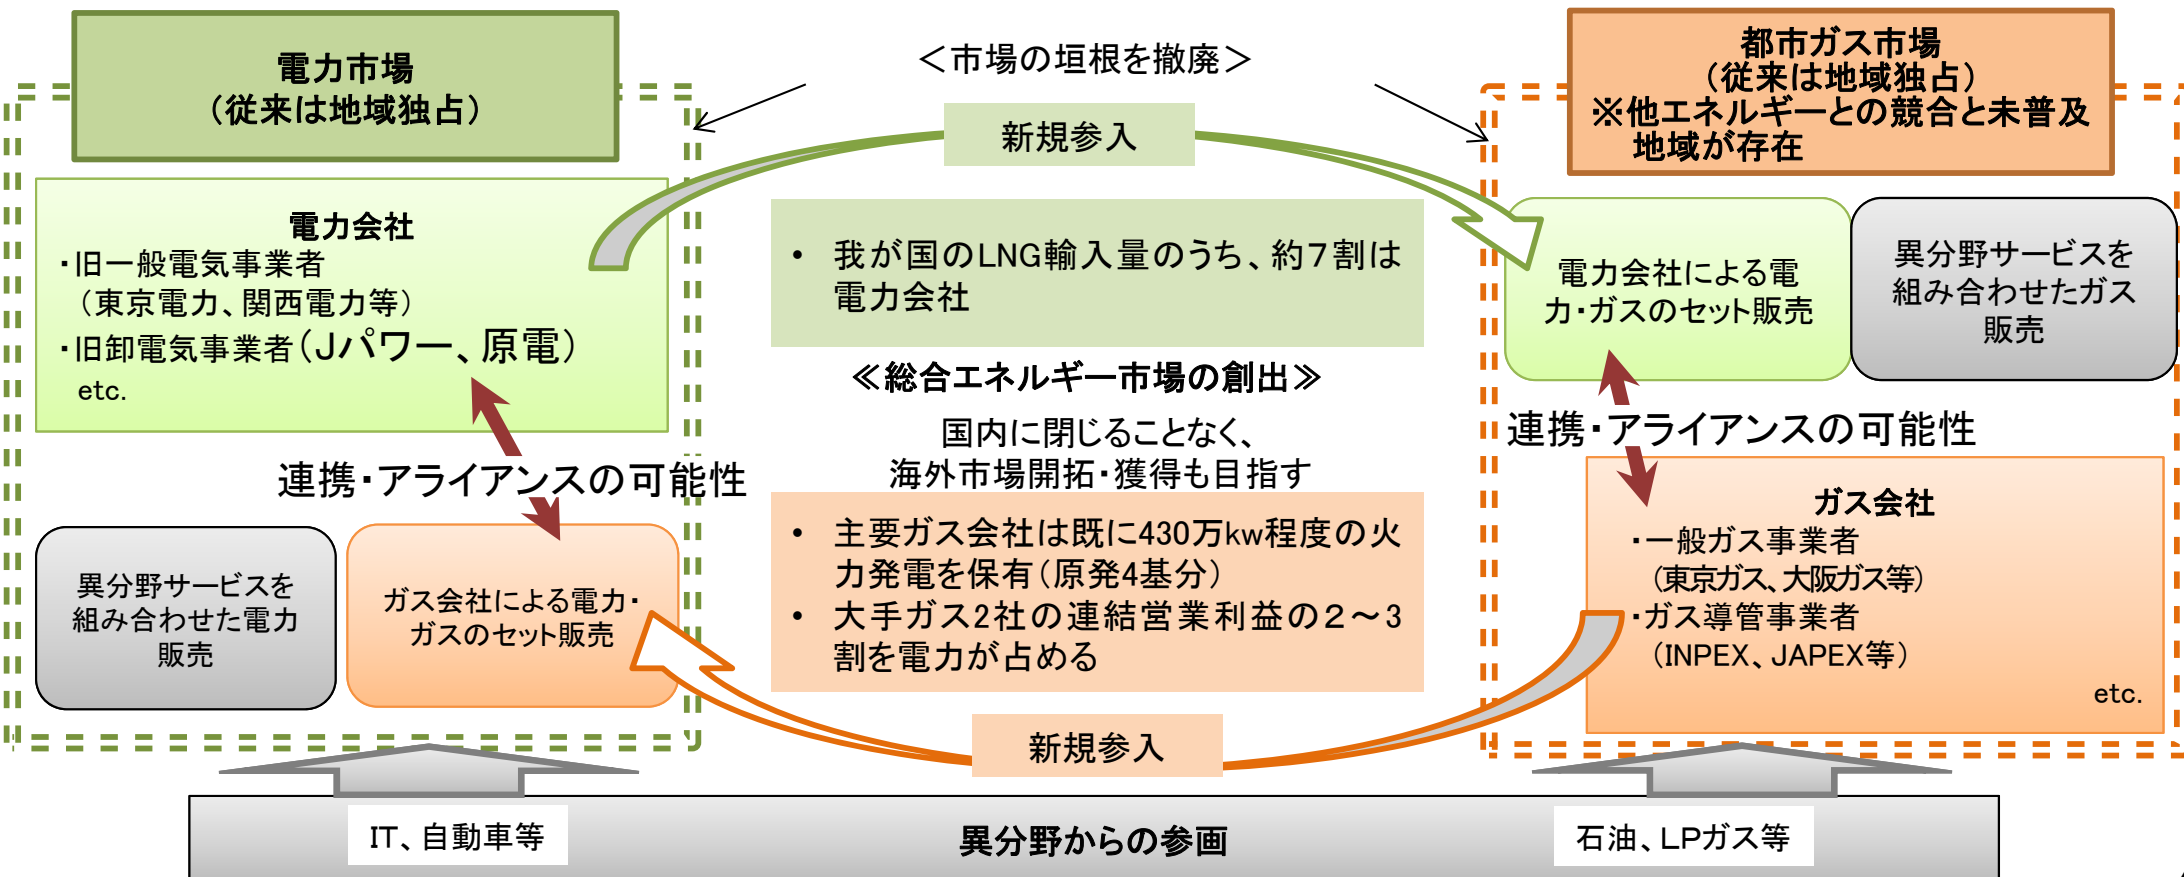 電力市場
（従来は地域独占）
＜市場の垣根を撤廃＞
都市ガス市場
（従来は地域独占）
※他エネルギーとの競合と未普及
地域が存在
新規参入
電力会社
・旧一般電気事業者
（東京電力、関西電力等）
・旧卸電気事業者（Jパワー、原電）
etc.
• 我が国のLNG輸入量のうち、約７割は
電力会社
電力会社による電
力・ガスのセット販売
異分野サービスを
組み合わせたガス
販売
≪総合エネルギー市場の創出≫
国内に閉じることなく、
海外市場開拓・獲得も目指す
連携・アライアンスの可能性
連携・アライアンスの可能性
異分野サービスを
組み合わせた電力
販売
ガス会社による電力・
ガスのセット販売
• 主要ガス会社は既に430万kw程度の火
力発電を保有（原発4基分）
• 大手ガス2社の連結営業利益の２～3
割を電力が占める
ガス会社
・一般ガス事業者
（東京ガス、大阪ガス等）
・ガス導管事業者
（INPEX、JAPEX等）
etc.
新規参入
IT、自動車等
異分野からの参画
石油、LPガス等